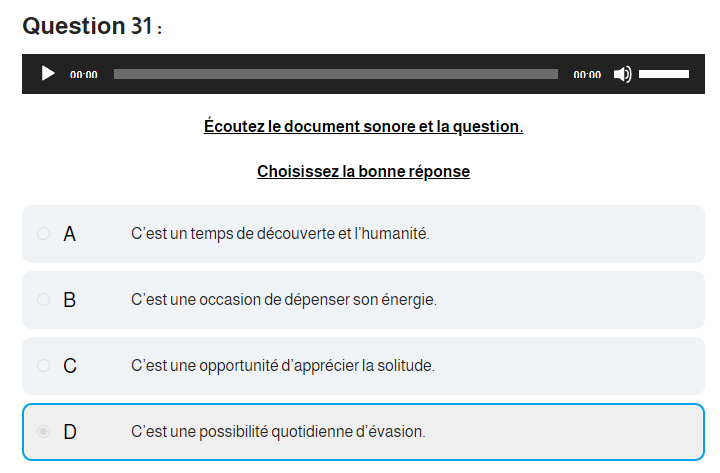 Question 31 :
00:00 00:00
Écoutez le document sonore et la question.
Choisissez la bonne réponse
A C’est un temps de découverte et l’humanité.
B C’est une occasion de dépenser son énergie.
C C’est une opportunité d’apprécier la solitude.
D C’est une possibilité quotidienne d’évasion.